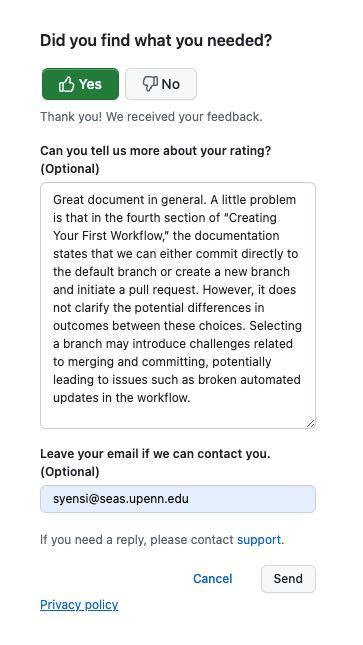 Did you find what you needed?
Yes
No
Thank you! We received your feedback.
Can you tell us more about your rating?
(Optional)
Great document in general. A little problem
is that in the fourth section of “Creating
Your First Workflow,” the documentation
states that we can either commit directly to
the default branch or create a new branch
and initiate a pull request. However, it does
not clarify the potential differences in
outcomes between these choices. Selecting
a branch may introduce challenges related
to merging and committing, potentially
leading to issues such as broken automated
updates in the workflow.
Leave your email if we can contact you.
(Optional)
syensi@seas.upenn.edu
If you need a reply, please contact support.
Cancel
Send
Privacy policy